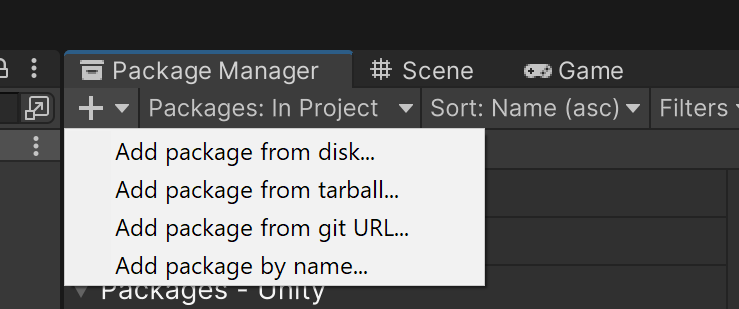 Package Manager
Scene
Game
Packages: In Project
Sort: Name (asc)
Filters
Add package from disk...
Add package from tarball...
Add package from git URL...
Add package by name...
Packages - Unity